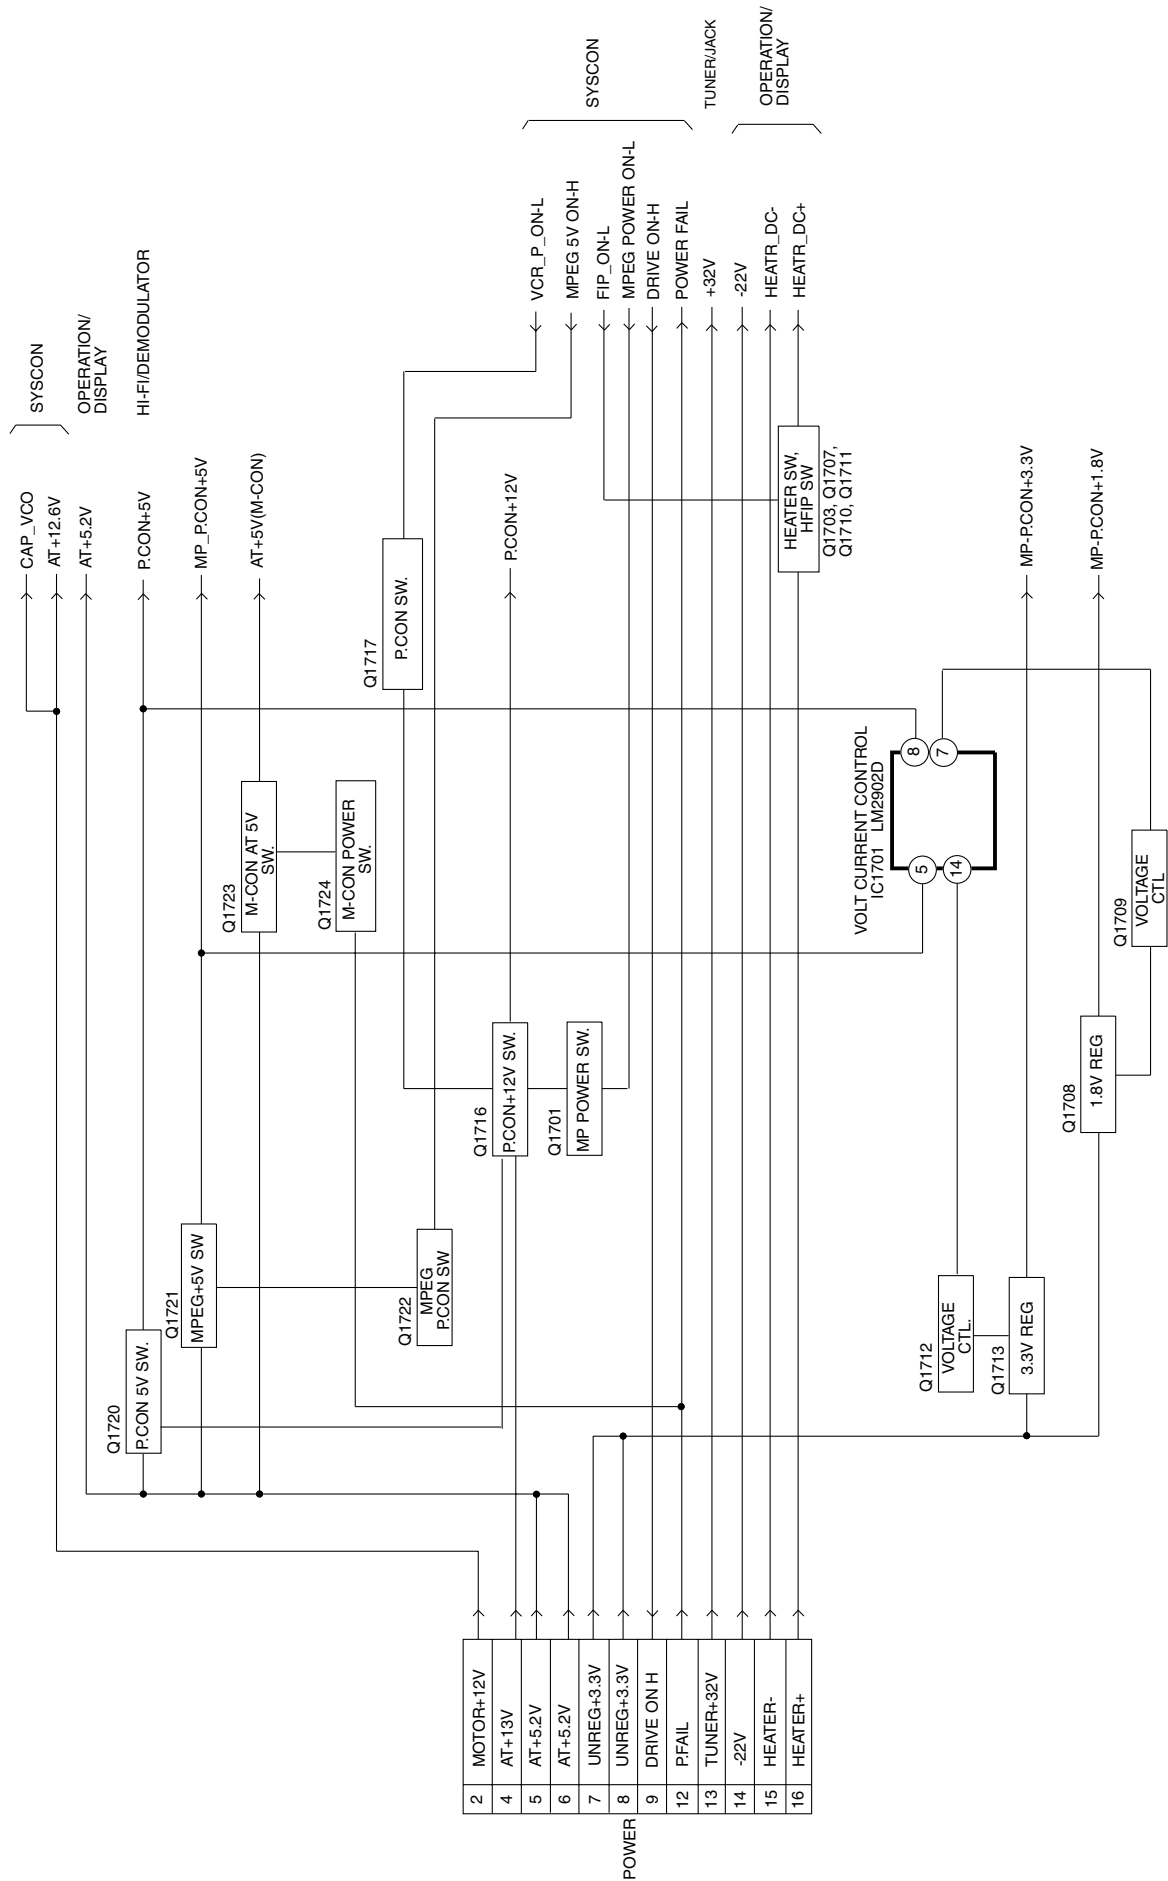 SYSCON
OPERATION/
DISPLAY
HI-FI/DEMODULATOR
CAP_VCO
AT+12.6V
AT+5.2V
P.CON+5V
MP_P.CON+5V
AT+5V(M-CON)
SYSCON
TUNER/JACK
OPERATION/
DISPLAY
VCR_P_ON-L
MPEG 5V ON-H
FIP_ON-L
MPEG POWER ON-L
DRIVE ON-H
POWER FAIL
+32V
-22V
HEATR_DC-
HEATR_DC+
P.CON+12V
MP-P.CON+3.3V
MP-P.CON+1.8V
HEATER SW,
HFIP SW
Q1703, Q1707,
Q1710, Q1711
Q1717
P.CON SW.
Q1723
M-CON AT 5V
SW.
Q1724
M-CON POWER
SW.
VOLT CURRENT CONTROL
IC1701 LM2902D
8
7
5
14
Q1709
VOLTAGE
CTL
Q1716
P.CON+12V SW.
Q1701
MP POWER SW.
Q1708
1.8V REG
Q1720
P.CON 5V SW.
Q1721
MPEG+5V SW
Q1722
MPEG
P.CON SW
Q1712
VOLTAGE
CTL.
Q1713
3.3V REG
POWER
2 MOTOR+12V
4 AT+13V
5 AT+5.2V
6 AT+5.2V
7 UNREG+3.3V
8 UNREG+3.3V
9 DRIVE ON H
12 P.FAIL
13 TUNER+32V
14 -22V
15 HEATER-
16 HEATER+